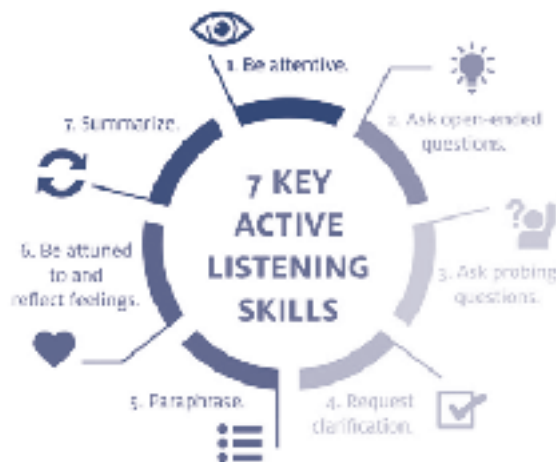 1. Be attentive.
2. Ask open-ended
questions.
3. Ask probing
questions.
4. Request
clarification.
5. Paraphrase.
6. Be attuned
to and
reflect feelings.
7. Summarize.
7 KEY
ACTIVE
LISTENING
SKILLS